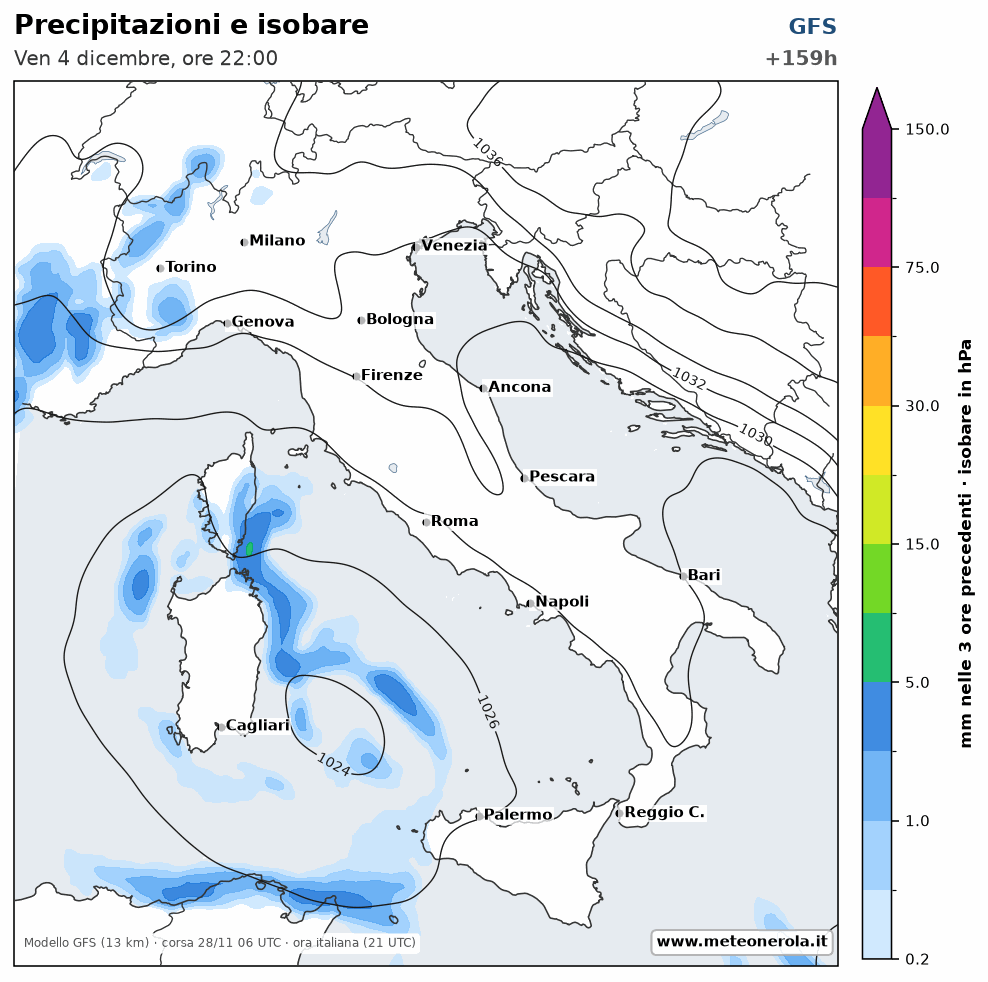 Precipitazioni e isobare
GFS
Ven 4 dicembre, ore 22:00
+159h
1036
Milano
Venezia
Torino
Genova
Bologna
Firenze
Ancona
1032
1030
Pescara
Roma
Bari
Napoli
1026
Cagliari
1024
Palermo
Reggio C.
Modello GFS (13 km) · corsa 28/11 06 UTC · ora italiana (21 UTC)
www.meteonerola.it
150.0
75.0
30.0
15.0
5.0
1.0
0.2
mm nelle 3 ore precedenti · isobare in hPa